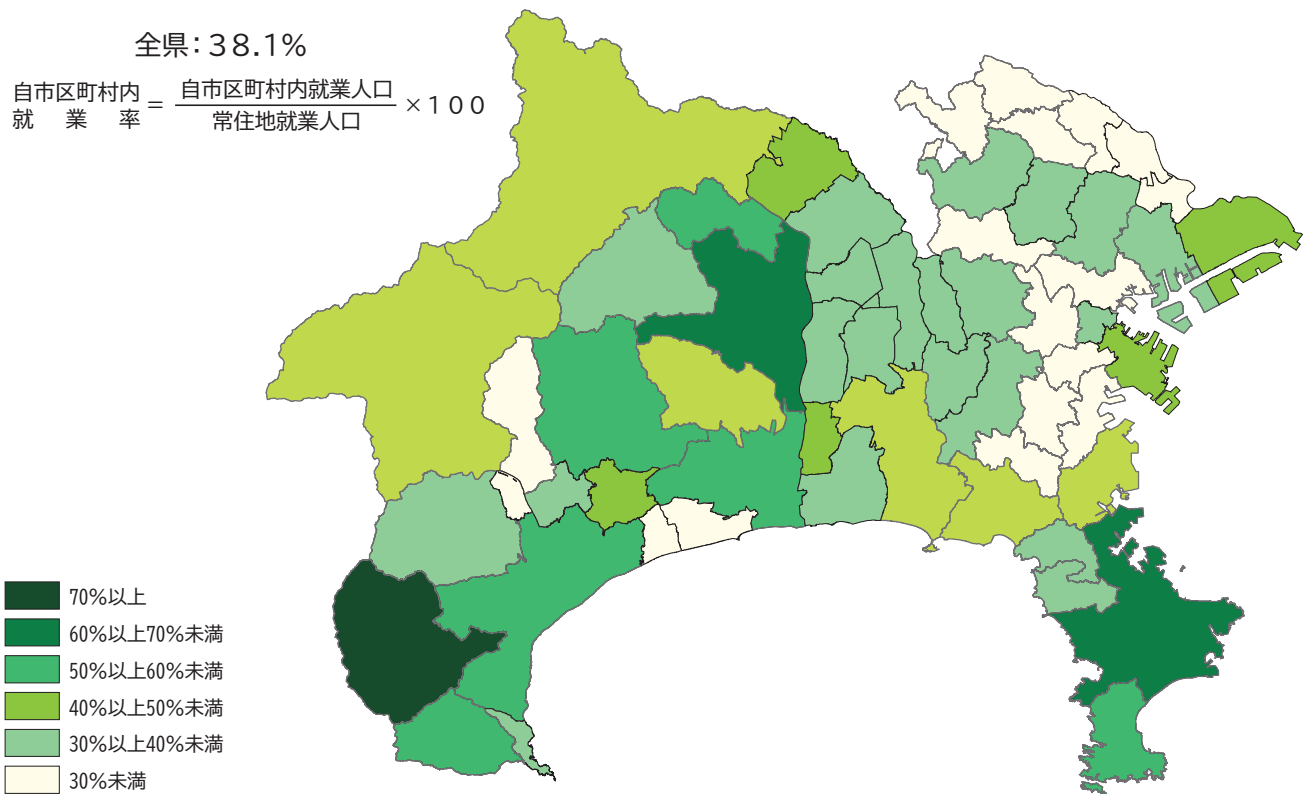 全県：３８.１％
自市区町村内就業率 ＝ 自市区町村内就業人口 ×１００
常住地就業人口
70％以上
60％以上70％未満
50％以上60％未満
40％以上50％未満
30％以上40％未満
30％未満